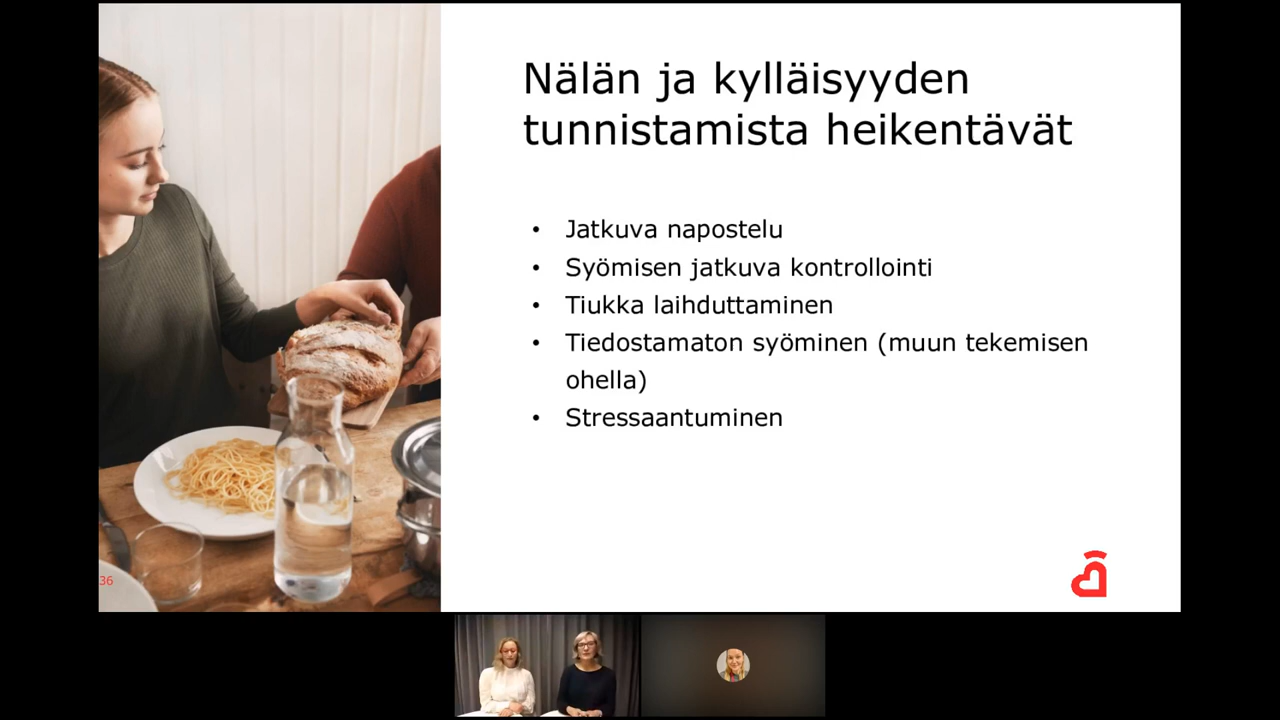 Nälän ja kylläisyyden
tunnistamista heikentävät
• Jatkuva napostelu
• Syömisen jatkuva kontrollointi
• Tiukka laihduttaminen
• Tiedostamaton syöminen (muun tekemisen
ohella)
• Stressaantuminen
36